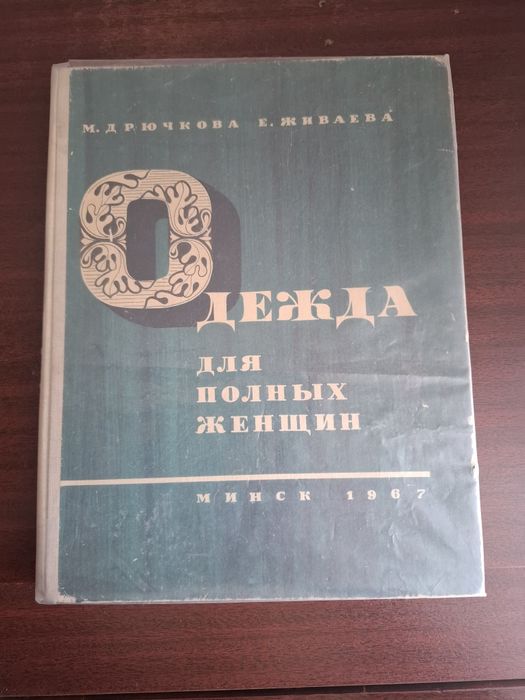 М. ДРЮЧКОВА Е. ЖИВАЕВА
ОДЕЖДА
ДЛЯ
ПОЛНЫХ
ЖЕНЩИН
МИНСК 1967